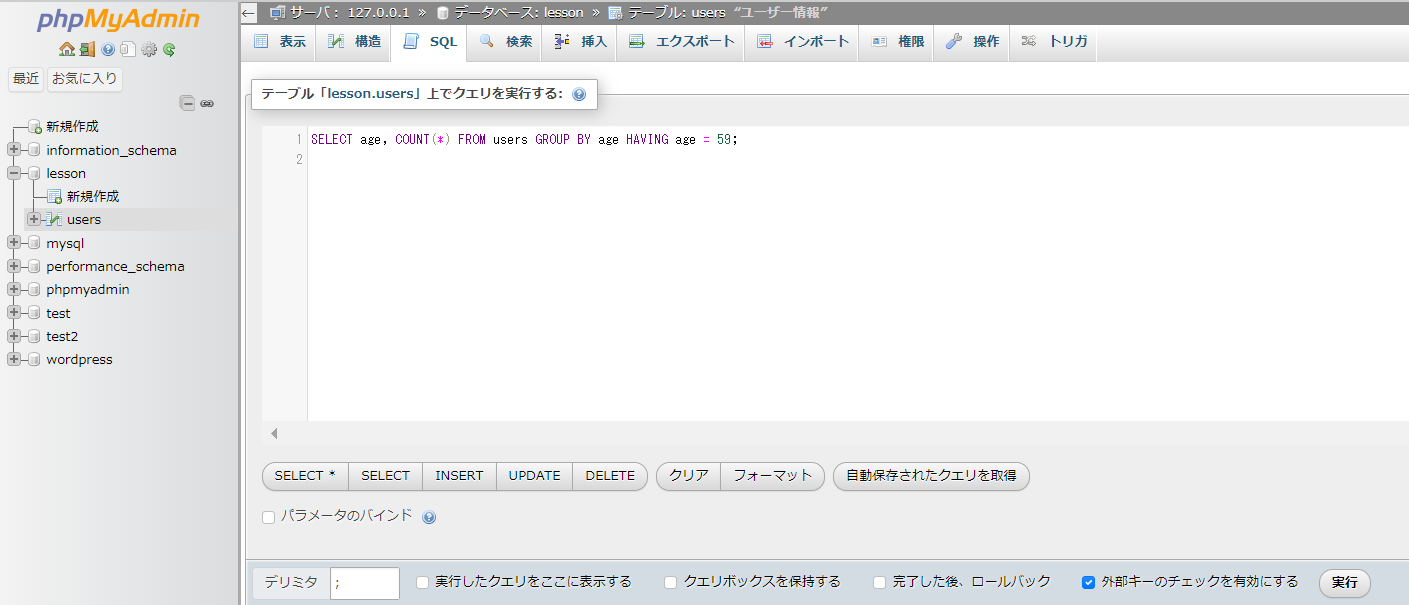 phpMyAdmin
最近 お気に入り
新規作成
information_schema
lesson
新規作成
users
mysql
performance_schema
phpmyadmin
test
test2
wordpress
サーバ： 127.0.0.1 » データベース: lesson » テーブル: users “ユーザー情報”
表示 構造 SQL 検索 挿入 エクスポート インポート 権限 操作 トリガ
テーブル「lesson.users」上でクエリを実行する:
1 SELECT age, COUNT(*) FROM users GROUP BY age HAVING age = 59;
2
SELECT * SELECT INSERT UPDATE DELETE クリア フォーマット 自動保存されたクエリを取得
パラメータのバインド
デリミタ ; 実行したクエリをここに表示する クエリボックスを保持する 完了した後、ロールバック 外部キーのチェックを有効にする 実行